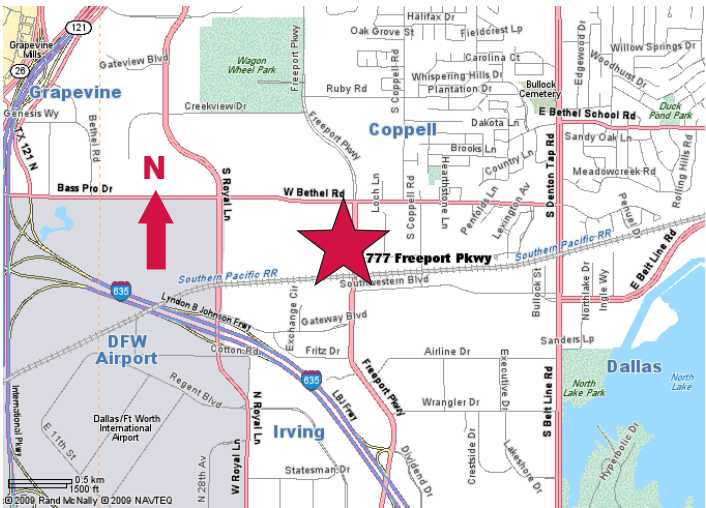 Halifax Dr
121
Oak Grove St
Fieldcrest Lp
Grapevine
Mills
Freeport Pkwy
S Coppell Rd
Edgewood Dr
Willow Springs Dr
Gateview Blvd
Wagon
Wheel Park
Carolina Ct
Woodhurst Dr
26
Whispering Hills Dr
Grapevine
Ruby Rd
Plantation Dr
Bullock
Cemetery
Creekview Dr
Duck
Pond Park
Genesis Wy
E Bethel School Rd
TX 121 N
Bethel Rd
Freeport Pkwy
Coppell
Dakota Ln
Sandy Oak Ln
Brooks Ln
N
S Royal Ln
Country Ln
S Denton Tap Rd
Meadowcreek Rd
Rolling Hills Rd
Bass Pro Dr
W Bethel Rd
Loch Ln
S Coppell Rd
Hearthstone Ln
Penfolds Ln
Lexington Av
Penuel Dr
777 Freeport Pkwy
Southern Pacific RR
Southern Pacific RR
E Belt Line Rd
635
Southwestern Blvd
Bullock St
Northlake Dr
Ingle Wy
Lyndon B Johnson Frwy
Exchange Cir
Gateway Blvd
DFW
Airport
Cotton Rd
Fritz Dr
Airline Dr
Sanders Lp
Freeport Pkwy
Executive Dr
Dallas
Regent Blvd
635
LBJ Frwy
North
Lake Park
North
Lake
International Pkwy
Dallas/Ft Worth
International
Airport
N Royal Ln
Wrangler Dr
S Belt Line Rd
E 11th St
Irving
Hyperbolic Dr
W Royal Ln
N 28th Av
Statesman Dr
Dividend Dr
Crestside Dr
Lakeshore Dr
0.5 km
1500 ft
© 2009 Rand McNally © 2009 NAVTEQ